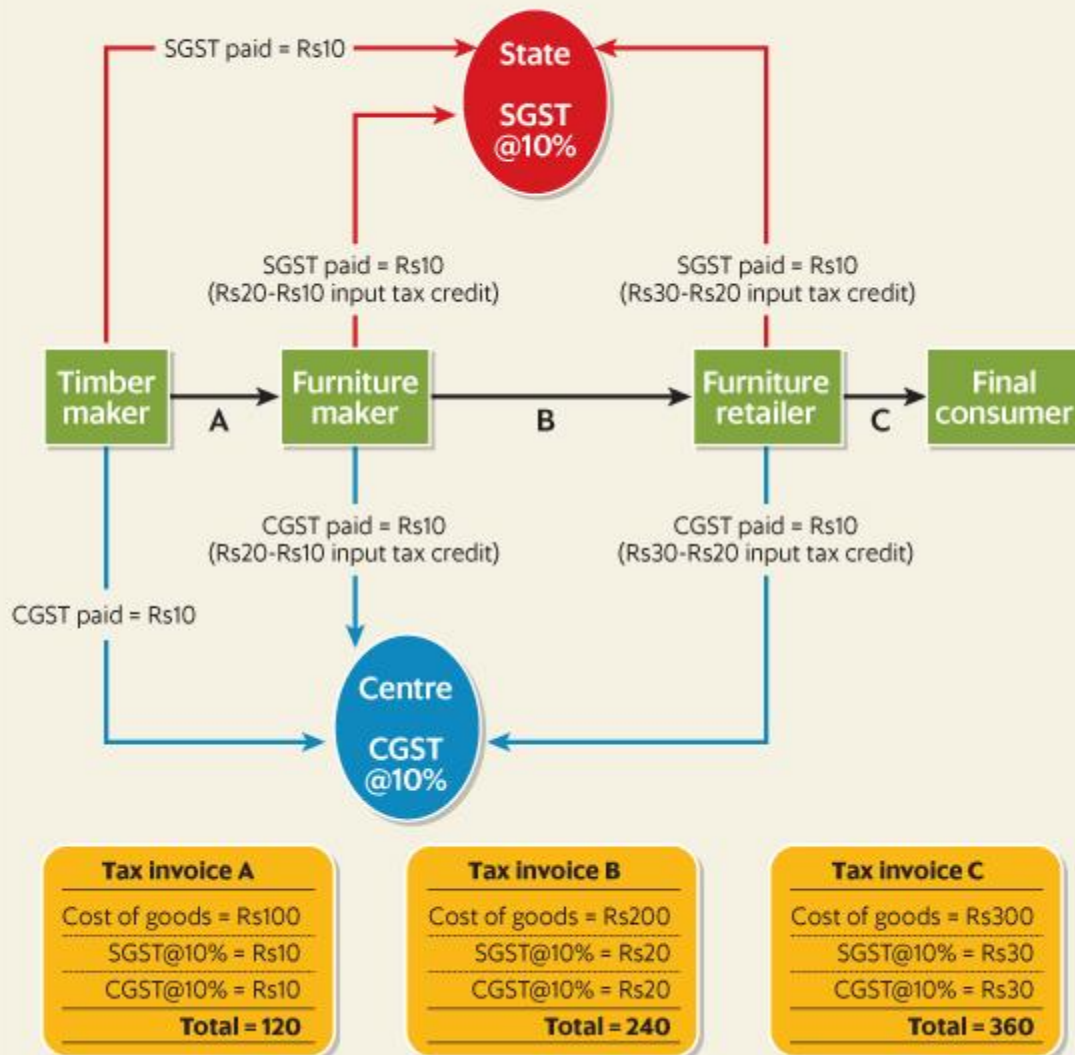 SGST paid = Rs10
State
SGST
@10%
SGST paid = Rs10
(Rs20-Rs10 input tax credit)
SGST paid = Rs10
(Rs30-Rs20 input tax credit)
Timber
maker
A
Furniture
maker
B
Furniture
retailer
C
Final
consumer
CGST paid = Rs10
(Rs20-Rs10 input tax credit)
CGST paid = Rs10
(Rs30-Rs20 input tax credit)
CGST paid = Rs10
Centre
CGST
@10%
Tax invoice A
Cost of goods = Rs100
SGST@10% = Rs10
CGST@10% = Rs10
Total = 120
Tax invoice B
Cost of goods = Rs200
SGST@10% = Rs20
CGST@10% = Rs20
Total = 240
Tax invoice C
Cost of goods = Rs300
SGST@10% = Rs30
CGST@10% = Rs30
Total = 360